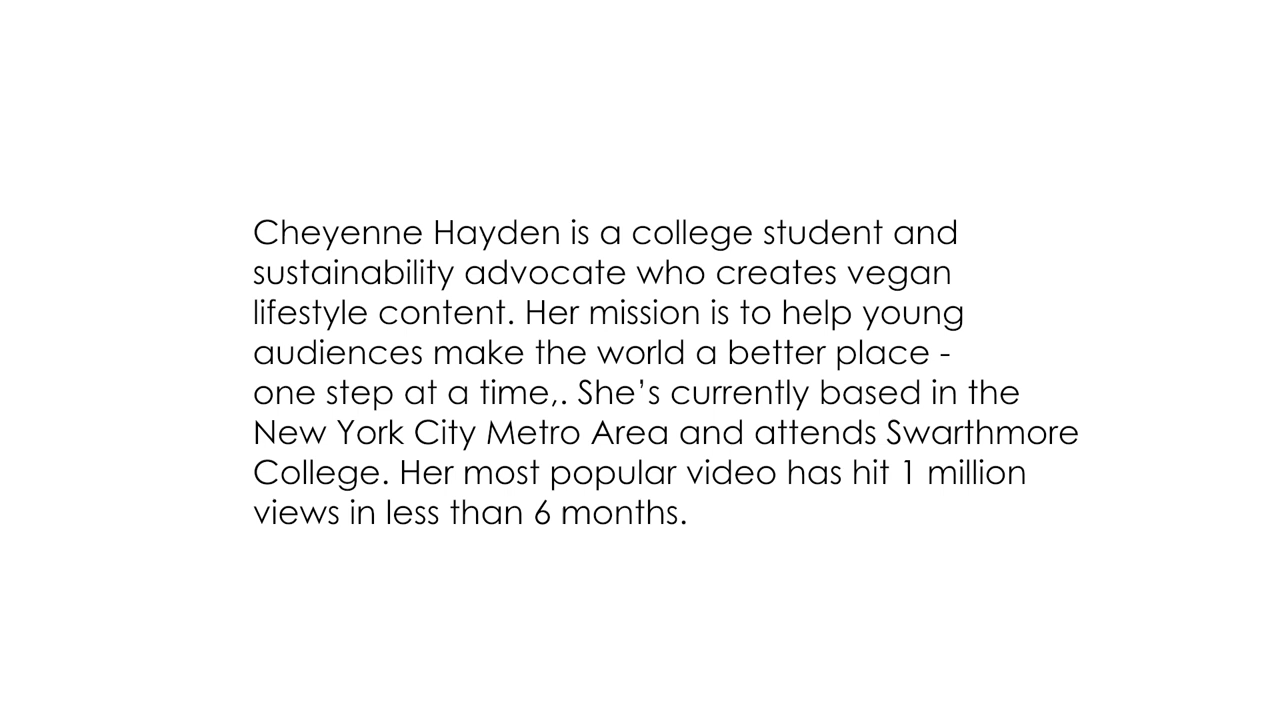 Cheyenne Hayden is a college student and
sustainability advocate who creates vegan
lifestyle content. Her mission is to help young
audiences make the world a better place -
one step at a time,. She’s currently based in the
New York City Metro Area and attends Swarthmore
College. Her most popular video has hit 1 million
views in less than 6 months.